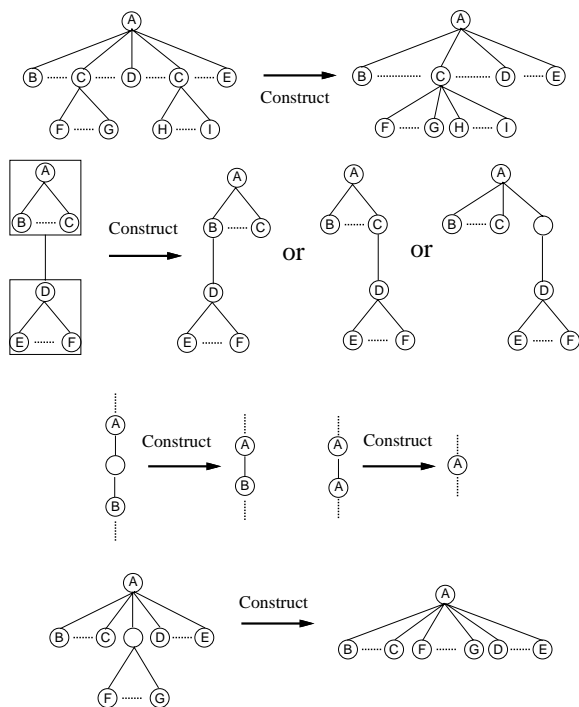 A A
B C D C E B C D E
Construct
F G H I F G H I
A A A A
B C Construct B C or B C or B C
D D D D
E F E F E F E F
A Construct A A Construct A
B B A
A Construct A
B C D E B C F G D E
F G